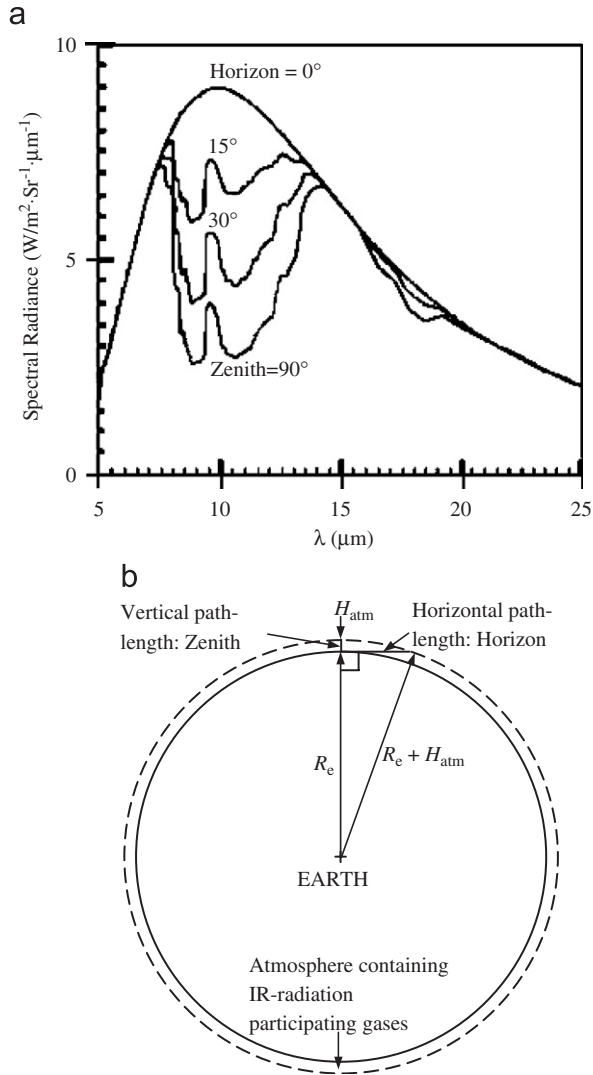 a
10
Horizon = 0°
15°
30°
5
Zenith=90°
0
Spectral Radiance (W/m²·Sr⁻¹·μm⁻¹)
5
10
15
20
25
λ (μm)
b
Vertical path-
length: Zenith
H_atm
Horizontal path-
length: Horizon
R_e
R_e + H_atm
EARTH
Atmosphere containing
IR-radiation
participating gases